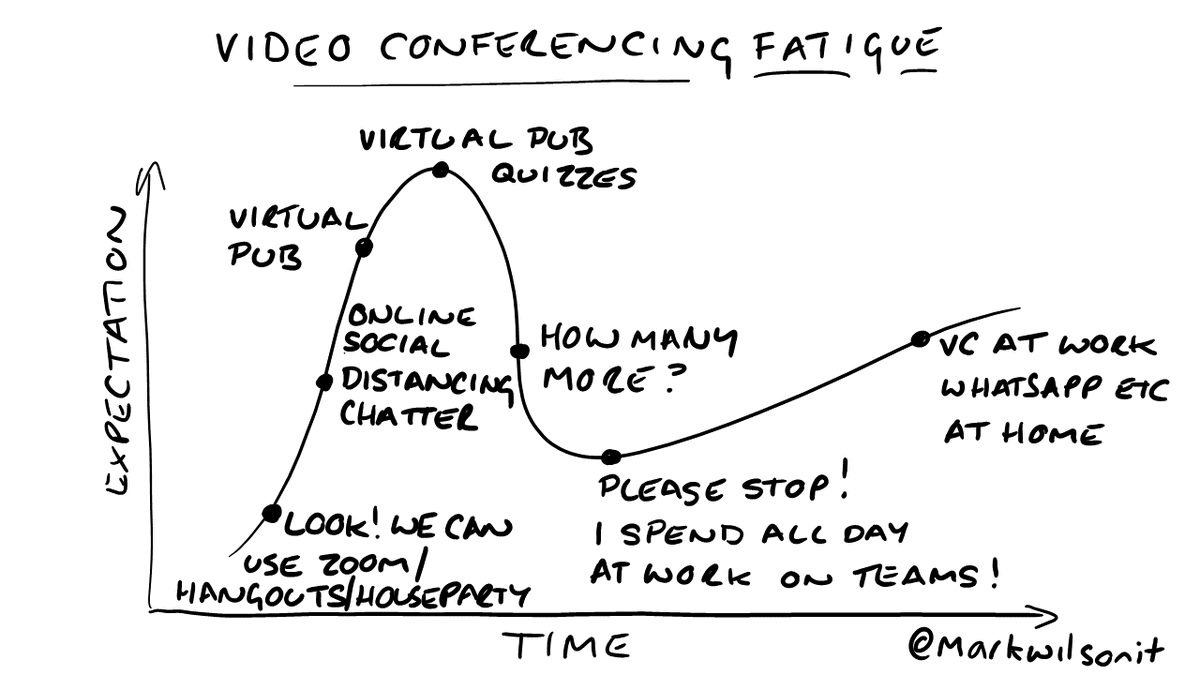 VIDEO CONFERENCING FATIGUE
VIRTUAL PUB
QUIZZES
VIRTUAL
PUB
ONLINE
SOCIAL
DISTANCING
CHATTER
HOW MANY
MORE?
VC AT WORK
WHATSAPP ETC
AT HOME
PLEASE STOP!
I SPEND ALL DAY
AT WORK ON TEAMS!
LOOK! WE CAN
USE ZOOM/
HANGOUTS/HOUSEPARTY
EXPECTATION
TIME
@markwilsonit